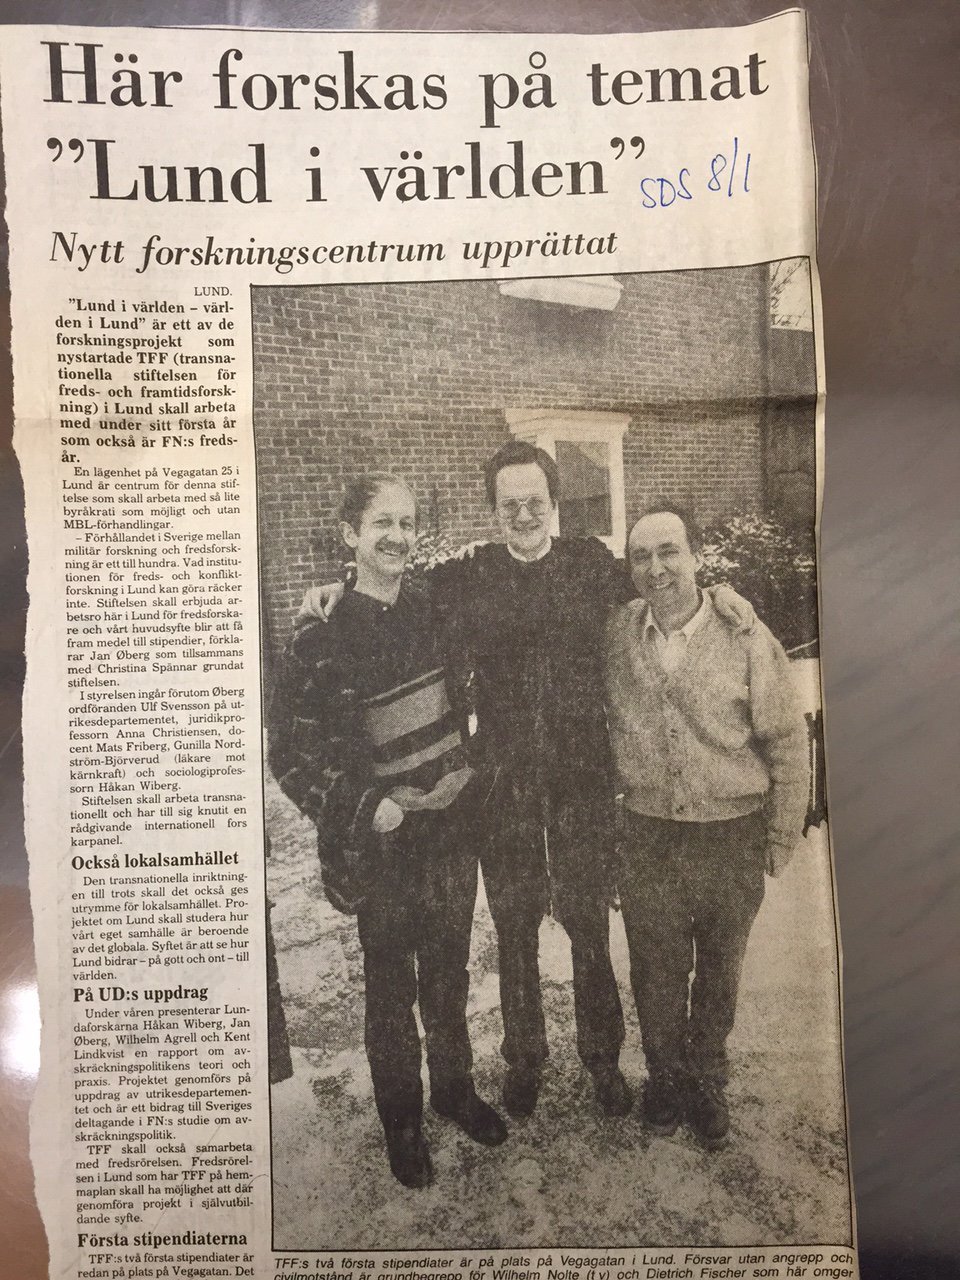 Här forskas på temat
”Lund i världen”
SDS 8/1
Nytt forskningscentrum upprättat
LUND.
”Lund i världen – värl-
den i Lund” är ett av de
forskningsprojekt som
nystartade TFF (transna-
tionella stiftelsen för
freds- och framtidsforsk-
ning) i Lund skall arbeta
med under sitt första år
som också är FN:s freds-
år.
En lägenhet på Vegagatan 25 i
Lund är centrum för denna stif-
telse som skall arbeta med så lite
byråkrati som möjligt och utan
MBL-förhandlingar.
– Förhållandet i Sverige mellan
militär forskning och fredsforsk-
ning är ett till hundra. Vad institu-
tionen för freds- och konflikt-
forskning i Lund kan göra räcker
inte. Stiftelsen skall erbjuda ar-
betsro här i Lund för fredsforska-
re och vårt huvudsyfte blir att få
fram medel till stipendier, förkla-
rar Jan Øberg som tillsammans
med Christina Spännar grundat
stiftelsen.
I styrelsen ingår förutom Øberg
ordföranden Ulf Svensson på ut-
rikesdepartementet, juridikprof-
essorn Anna Christiensen, do-
cent Mats Friberg, Gunilla Nord-
ström-Björverud (läkare mot
kärnkraft) och sociologiprofes-
sorn Håkan Wiberg.
Stiftelsen skall arbeta transna-
tionellt och har till sig knutit en
rådgivande internationell fors
karpanel.
Också lokalsamhället
Den transnationella inriktning-
en till trots skall det också ges
utrymme för lokalsamhället. Pro-
jektet om Lund skall studera hur
vårt eget samhälle är beroende
av det globala. Syftet är att se hur
Lund bidrar – på gott och ont – till
världen.
På UD:s uppdrag
Under våren presenterar Lun-
daforskarna Håkan Wiberg, Jan
Øberg, Wilhelm Agrell och Kent
Lindkvist en rapport om av-
skräckningspolitikens teori och
praxis. Projektet genomförs på
uppdrag av utrikesdepartemen-
tet och är ett bidrag till Sveriges
deltagande i FN:s studie om av-
skräckningspolitik.
TFF skall också samarbeta
med fredsrörelsen. Fredsrörel-
sen i Lund som har TFF på hem-
maplan skall ha möjlighet att där
genomföra projekt i självutbil-
dande syfte.
Första stipendiaterna
TFF:s två första stipendiater är
redan på plats på Vegagatan. Det
TFF:s två första stipendiater är på plats på Vegagatan i Lund. Försvar utan angrepp och
civilmotstånd är grundbegrepp för Wilhelm Nolte (t v) och Dietrich Fischer som här omger